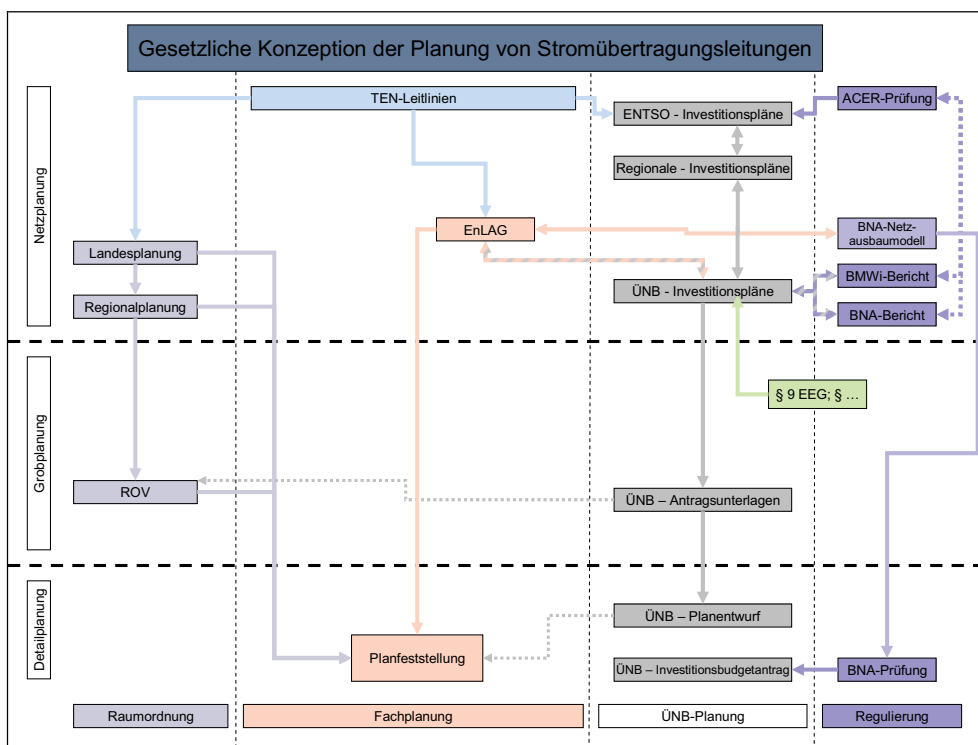 Gesetzliche Konzeption der Planung von Stromübertragungsleitungen
Netzplanung
TEN-Leitlinien
ENTSO - Investitionspläne
ACER-Prüfung
Regionale - Investitionspläne
EnLAG
BNA-Netz-
ausbaumodell
Landesplanung
BMWi-Bericht
Regionalplanung
ÜNB - Investitionspläne
BNA-Bericht
Grobplanung
§ 9 EEG; § ...
ROV
ÜNB – Antragsunterlagen
Detailplanung
ÜNB – Planentwurf
Planfeststellung
ÜNB – Investitionsbudgetantrag
BNA-Prüfung
Raumordnung
Fachplanung
ÜNB-Planung
Regulierung